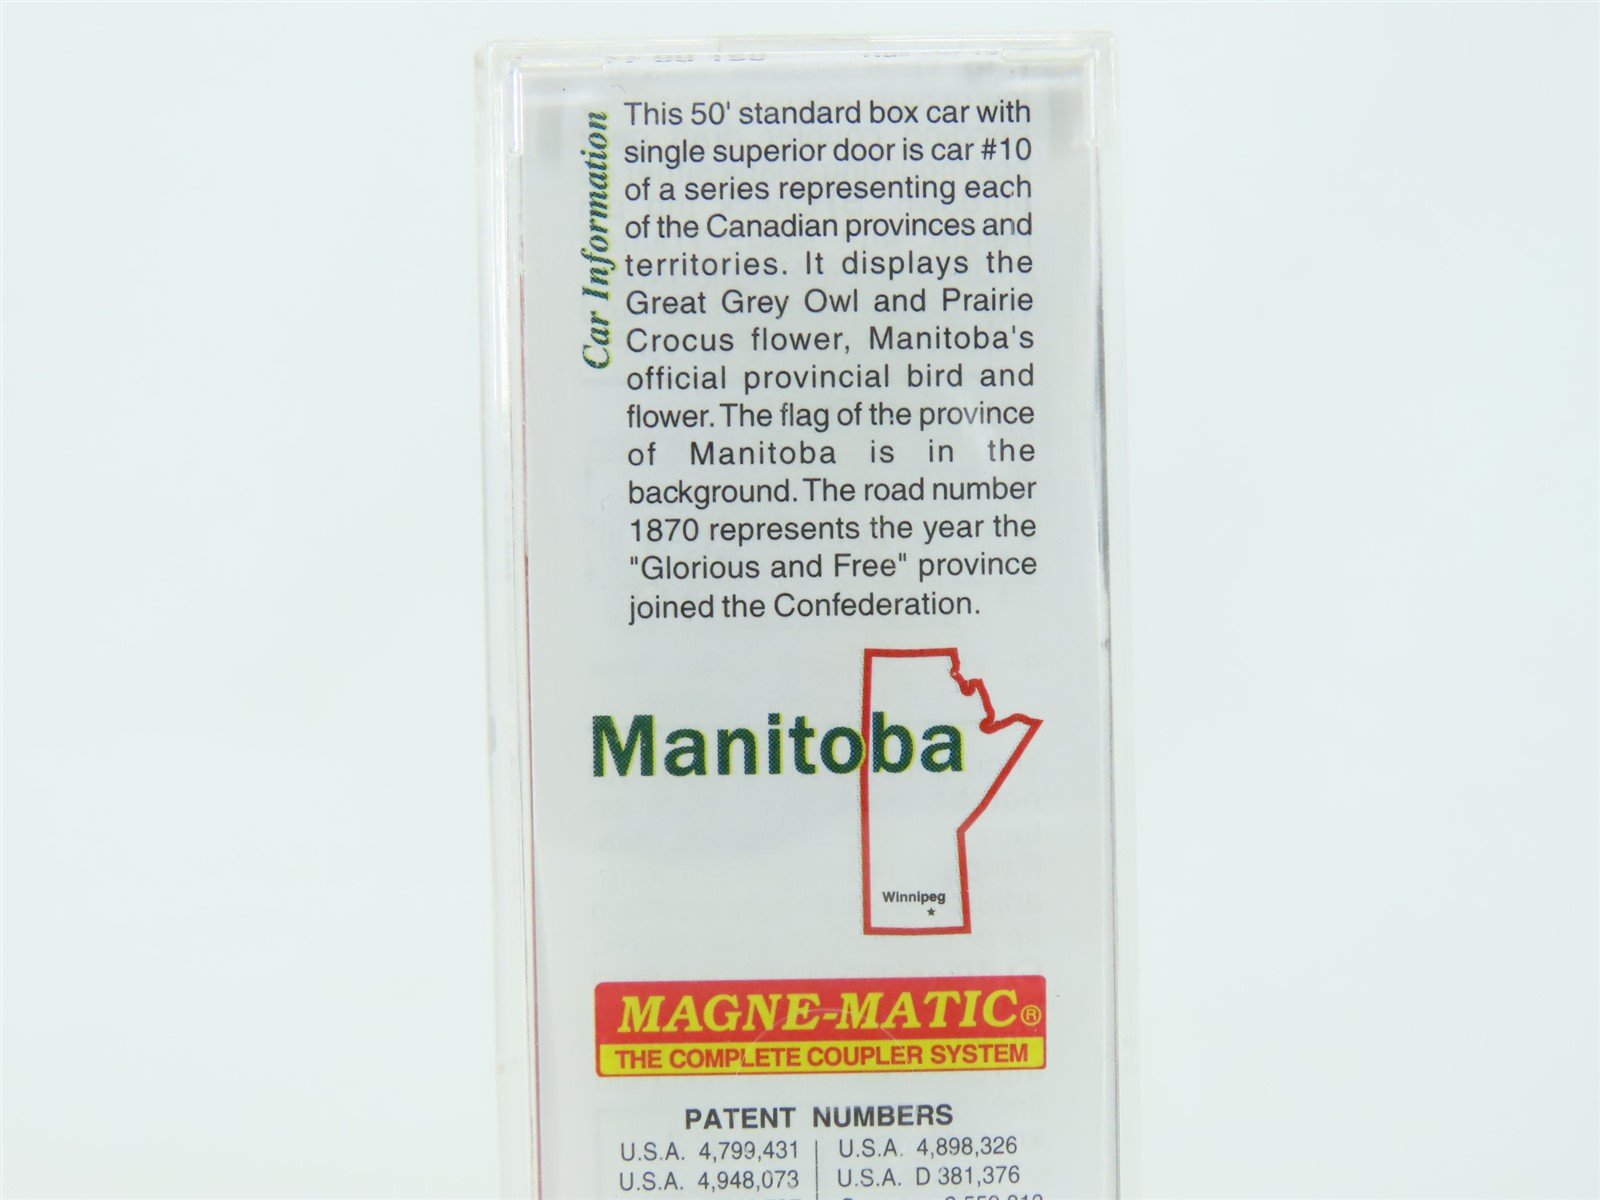 Car Information
This 50' standard box car with
single superior door is car #10
of a series representing each
of the Canadian provinces and
territories. It displays the
Great Grey Owl and Prairie
Crocus flower, Manitoba's
official provincial bird and
flower. The flag of the province
of Manitoba is in the
background. The road number
1870 represents the year the
"Glorious and Free" province
joined the Confederation.
Manitoba
Winnipeg
MAGNE-MATIC®
THE COMPLETE COUPLER SYSTEM
PATENT NUMBERS
U.S.A. 4,799,431 | U.S.A. 4,898,326
U.S.A. 4,948,073 | U.S.A. D 381,376